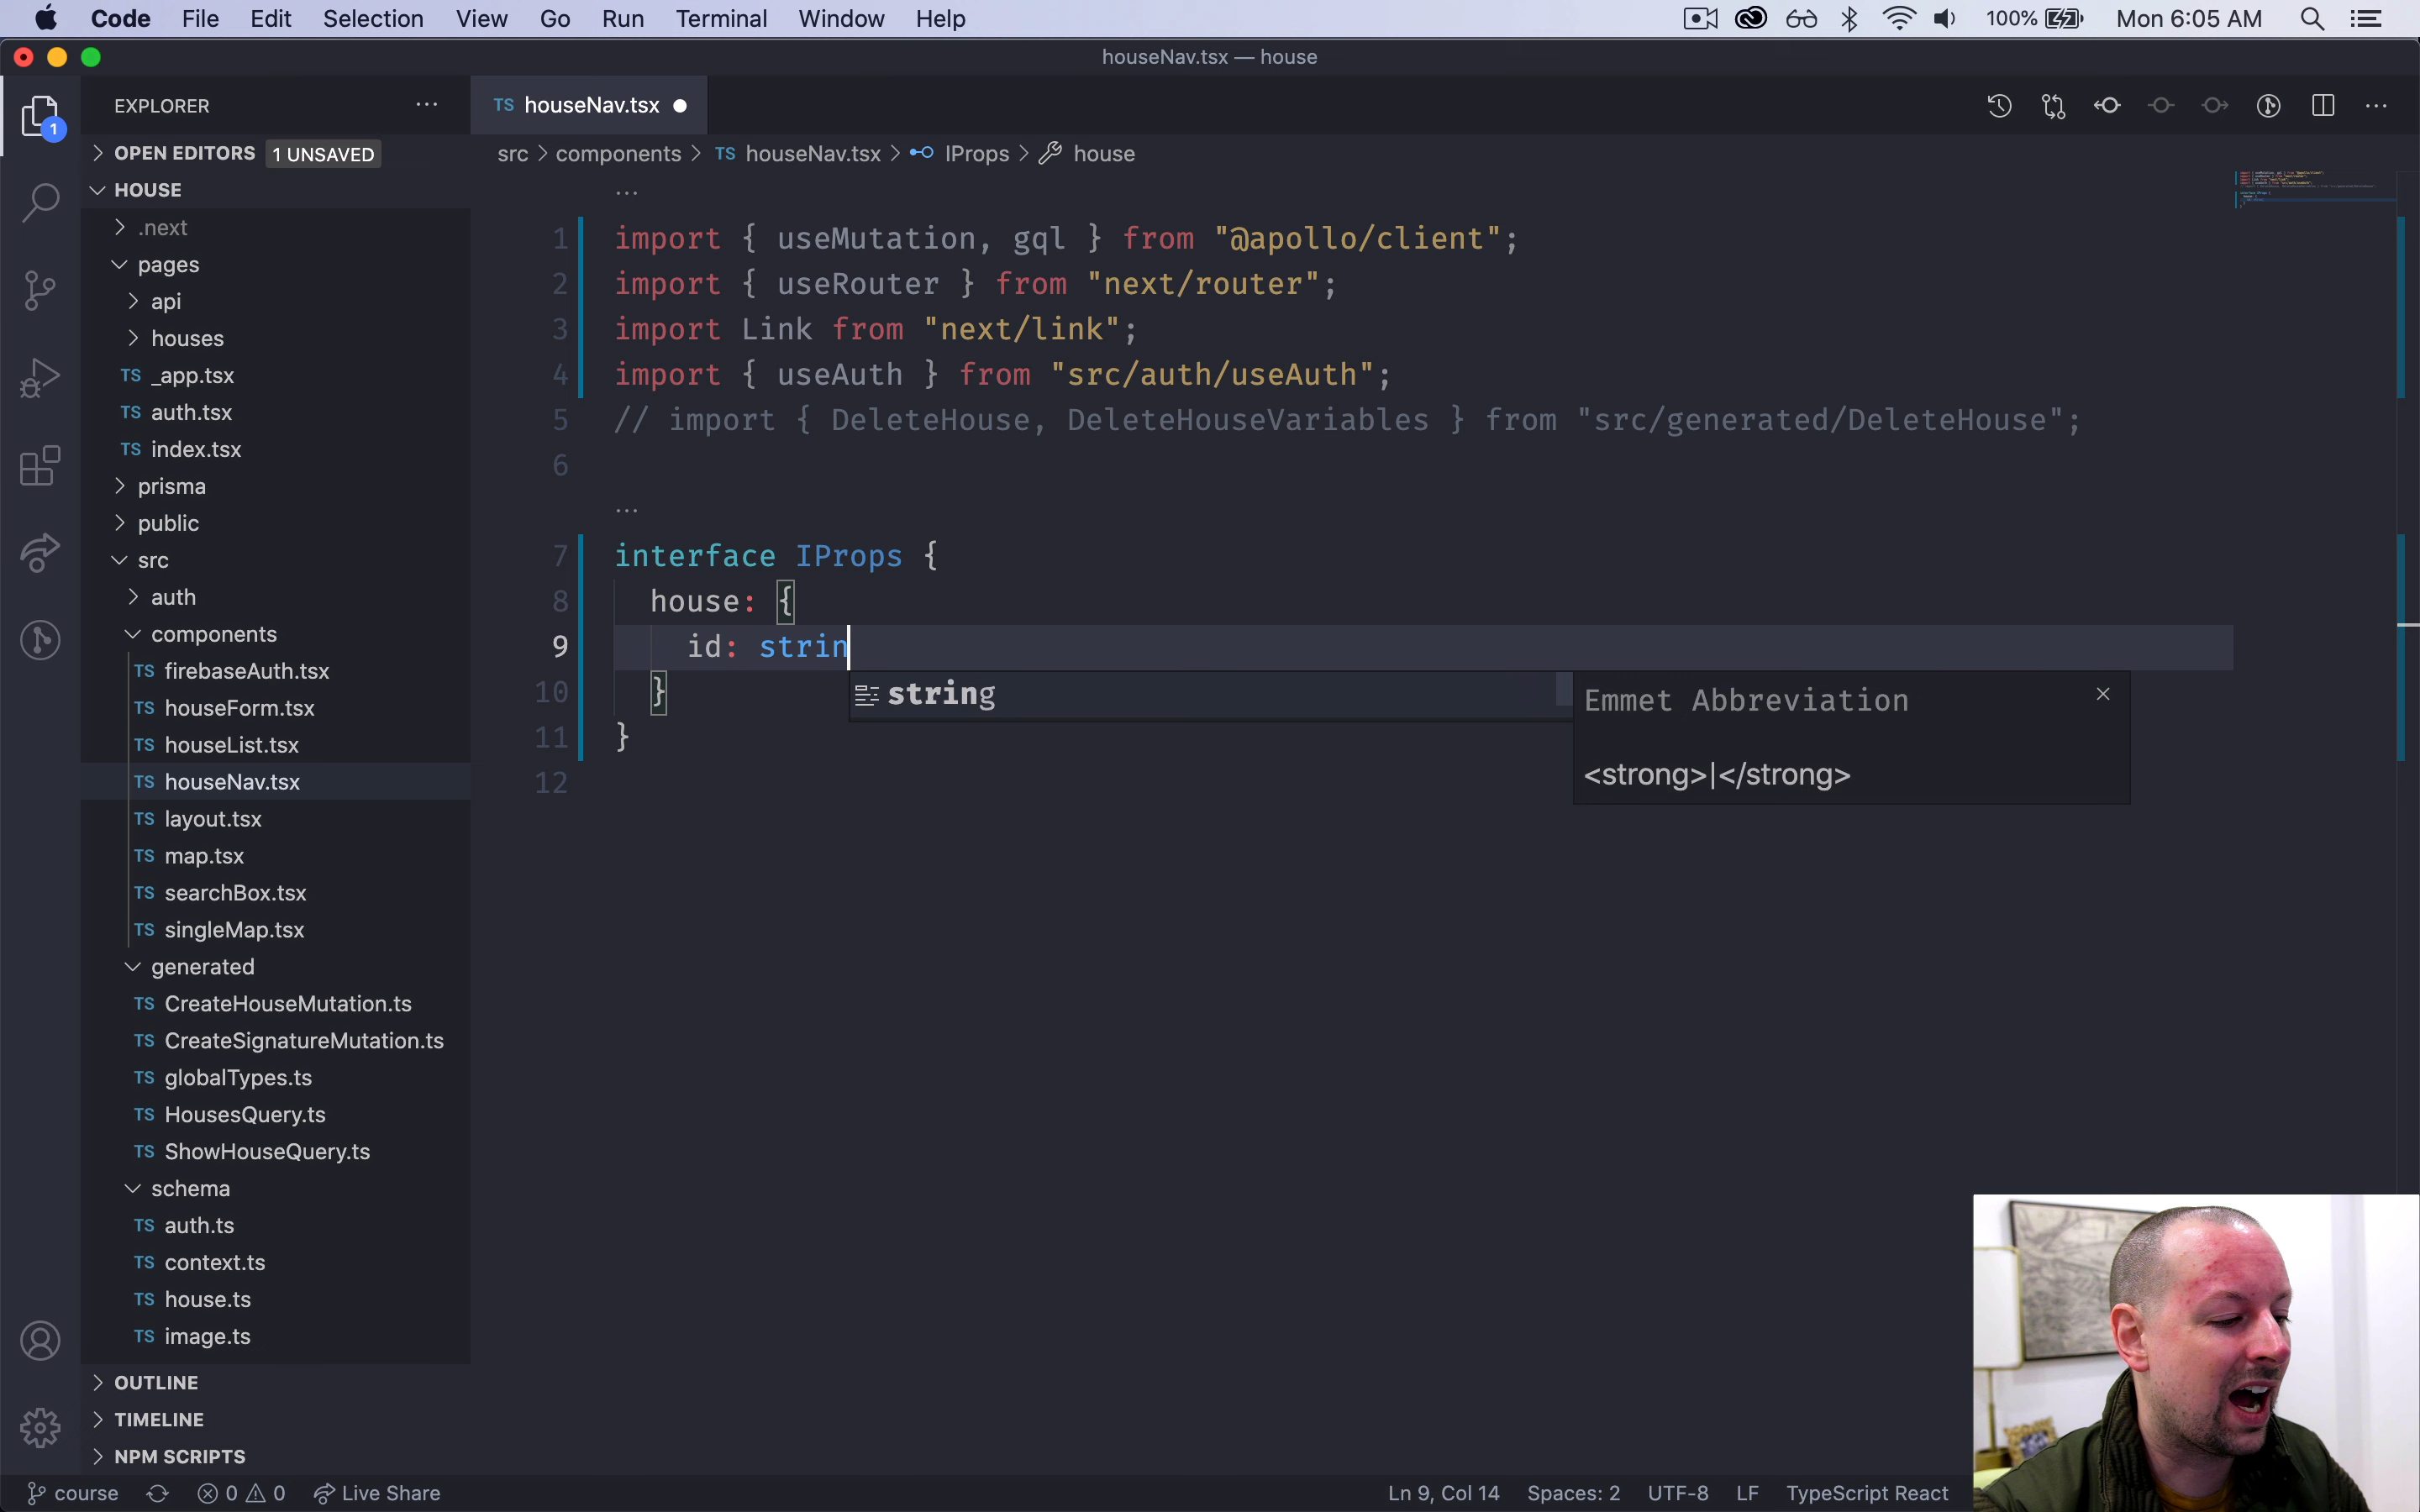 Code File Edit Selection View Go Run Terminal Window Help 100% Mon 6:05 AM
houseNav.tsx — house
EXPLORER ...
TS houseNav.tsx
OPEN EDITORS 1 UNSAVED
src > components > TS houseNav.tsx > IProps > house
1
HOUSE
.next
pages
api
houses
TS _app.tsx
TS auth.tsx
TS index.tsx
prisma
public
src
auth
components
TS firebaseAuth.tsx
TS houseForm.tsx
TS houseList.tsx
TS houseNav.tsx
TS layout.tsx
TS map.tsx
TS searchBox.tsx
TS singleMap.tsx
generated
TS CreateHouseMutation.ts
TS CreateSignatureMutation.ts
TS globalTypes.ts
TS HousesQuery.ts
TS ShowHouseQuery.ts
schema
TS auth.ts
TS context.ts
TS house.ts
TS image.ts
OUTLINE
TIMELINE
NPM SCRIPTS
...
1 import { useMutation, gql } from "@apollo/client";
2 import { useRouter } from "next/router";
3 import Link from "next/link";
4 import { useAuth } from "src/auth/useAuth";
5 // import { DeleteHouse, DeleteHouseVariables } from "src/generated/DeleteHouse";
6
...
7 interface IProps {
8 house: {
9 id: strin
10 }
11 }
12
string
Emmet Abbreviation
<strong>|</strong>
course 0 0 Live Share Ln 9, Col 14 Spaces: 2 UTF-8 LF TypeScript React